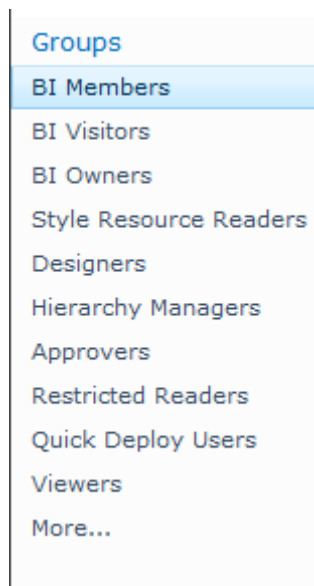 Groups
BI Members
BI Visitors
BI Owners
Style Resource Readers
Designers
Hierarchy Managers
Approvers
Restricted Readers
Quick Deploy Users
Viewers
More...